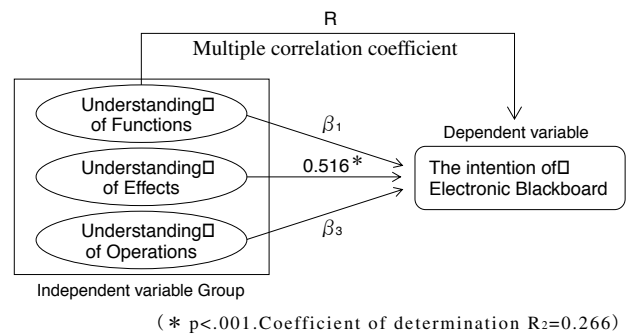 R
Multiple correlation coefficient
Understanding
of Functions
β1
Dependent variable
Understanding
of Effects
0.516*
The intention of
Electronic Blackboard
Understanding
of Operations
β3
Independent variable Group
(* p<.001.Coefficient of determination R2=0.266)